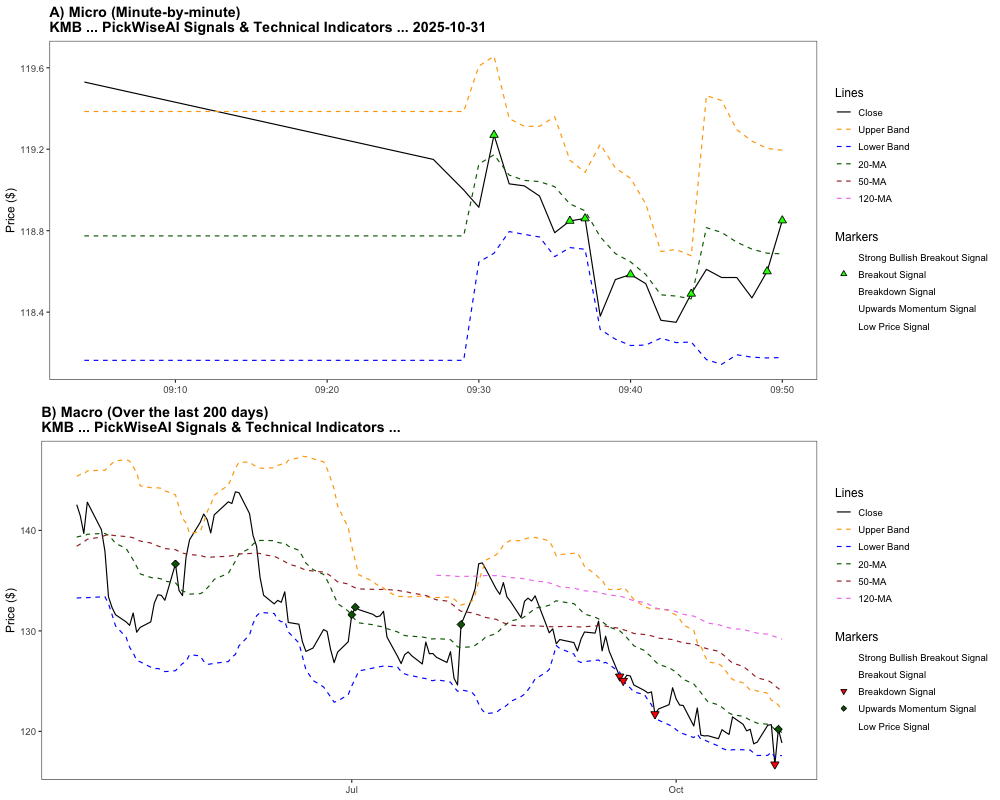 A) Micro (Minute-by-minute)
KMB ... PickWiseAI Signals & Technical Indicators ... 2025-10-31
Price ($)
119.6
119.2
118.8
118.4
09:10
09:20
09:30
09:40
09:50
Lines
Close
Upper Band
Lower Band
20-MA
50-MA
120-MA
Markers
Strong Bullish Breakout Signal
Breakout Signal
Breakdown Signal
Upwards Momentum Signal
Low Price Signal
B) Macro (Over the last 200 days)
KMB ... PickWiseAI Signals & Technical Indicators ...
Price ($)
140
130
120
Jul
Oct
Lines
Close
Upper Band
Lower Band
20-MA
50-MA
120-MA
Markers
Strong Bullish Breakout Signal
Breakout Signal
Breakdown Signal
Upwards Momentum Signal
Low Price Signal